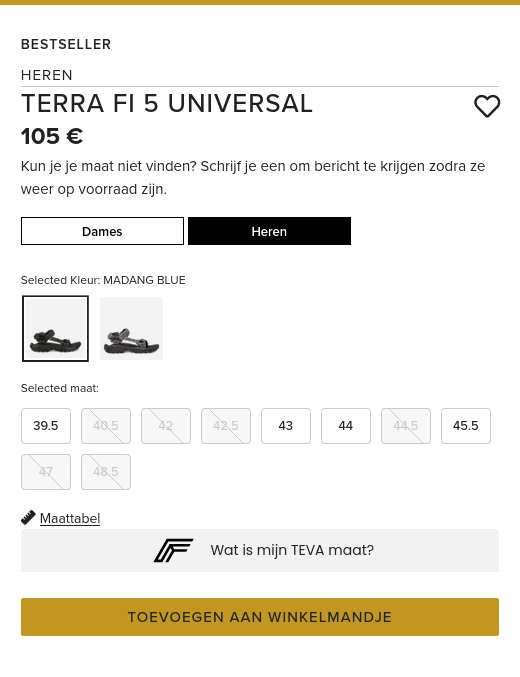 BESTSELLER
HEREN
TERRA FI 5 UNIVERSAL
105 €
Kun je je maat niet vinden? Schrijf je een om bericht te krijgen zodra ze
weer op voorraad zijn.
Dames Heren
Selected Kleur: MADANG BLUE
Selected maat:
39.5 40.5 42 42.5 43 44 44.5 45.5
47 48.5
Maattabel
Wat is mijn TEVA maat?
TOEVOEGEN AAN WINKELMANDJE